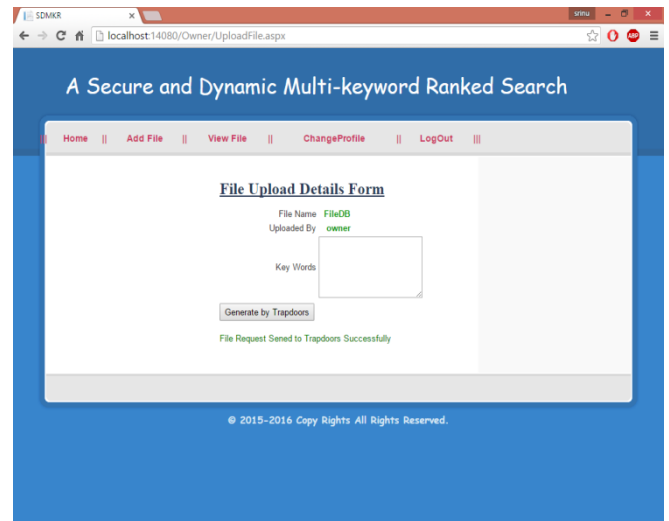 SDMKR
srinu
localhost:14080/Owner/UploadFile.aspx
A Secure and Dynamic Multi-keyword Ranked Search
|| Home || Add File || View File || ChangeProfile || LogOut |||
File Upload Details Form
File Name FileDB
Uploaded By owner
Key Words
Generate by Trapdoors
File Request Sened to Trapdoors Successfully
© 2015-2016 Copy Rights All Rights Reserved.